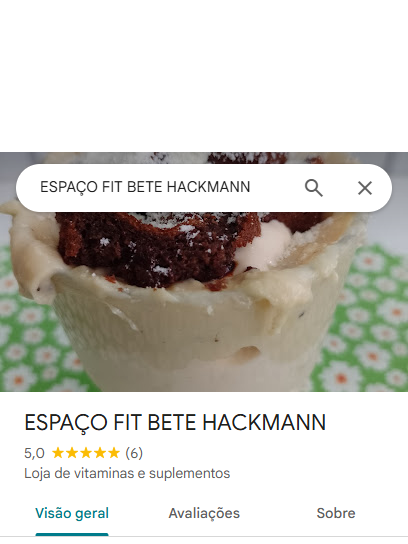 ESPAÇO FIT BETE HACKMANN
ESPAÇO FIT BETE HACKMANN
5,0 ★★★★★ (6)
Loja de vitaminas e suplementos
Visão geral Avaliações Sobre